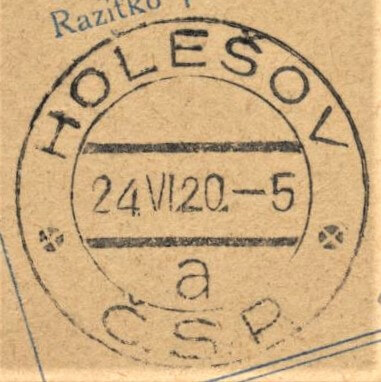 Razítko
HOLEŠOV
24.VI.20.–5
a
ČSP